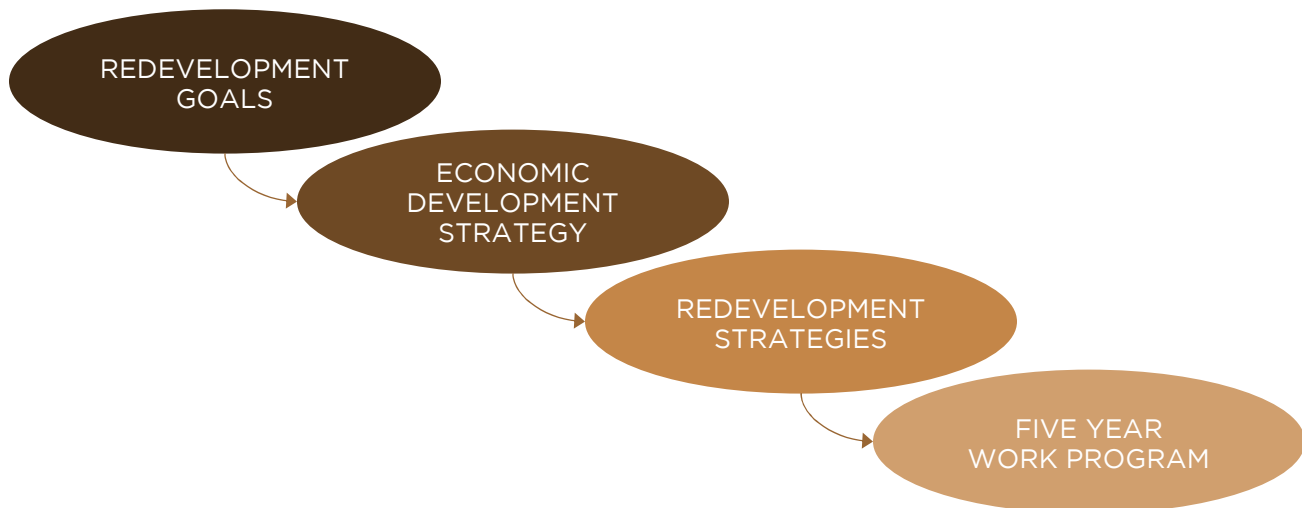 REDEVELOPMENT
GOALS
ECONOMIC
DEVELOPMENT
STRATEGY
REDEVELOPMENT
STRATEGIES
FIVE YEAR
WORK PROGRAM